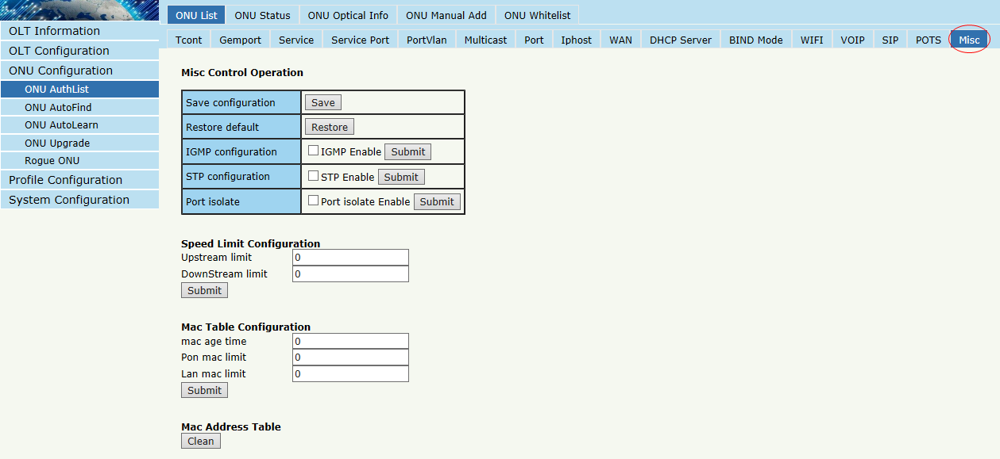 ONU List ONU Status ONU Optical Info ONU Manual Add ONU Whitelist
Tcont Gemport Service Service Port PortVlan Multicast Port Iphost WAN DHCP Server BIND Mode WIFI VOIP SIP POTS Misc
OLT Information
OLT Configuration
ONU Configuration
ONU AuthList
ONU AutoFind
ONU AutoLearn
ONU Upgrade
Rogue ONU
Profile Configuration
System Configuration
Misc Control Operation
Save configuration Save
Restore default Restore
IGMP configuration IGMP Enable Submit
STP configuration STP Enable Submit
Port isolate Port isolate Enable Submit
Speed Limit Configuration
Upstream limit 0
DownStream limit 0
Submit
Mac Table Configuration
mac age time 0
Pon mac limit 0
Lan mac limit 0
Submit
Mac Address Table
Clean